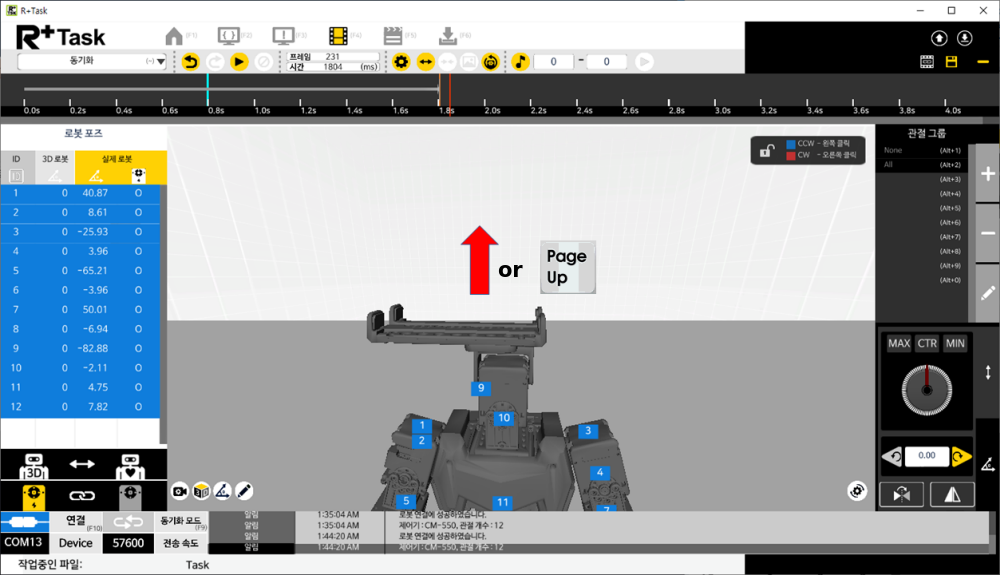 R+Task
R+Task (F1) (F2) (F3) (F4) (F5) (F6)
동기화 (-) 프레임 231 0 - 0
시간 1804 (ms)
0.0s 0.2s 0.4s 0.6s 0.8s 1.0s 1.2s 1.4s 1.6s 1.8s 2.0s 2.2s 2.4s 2.6s 2.8s 3.0s 3.2s 3.4s 3.6s 3.8s 4.0s
로봇 포즈
ID 3D 로봇 실제 로봇
1 0 40.87 O
2 0 8.61 O
3 0 -25.93 O
4 0 3.96 O
5 0 -65.21 O
6 0 -3.96 O
7 0 50.01 O
8 0 -6.94 O
9 0 -82.88 O
10 0 -2.11 O
11 0 4.75 O
12 0 7.82 O
3D
CCW - 왼쪽 클릭
CW - 오른쪽 클릭
or
Page
Up
9
10
1
2
3
4
5
11
7
관절 그룹
None (Alt+1)
All (Alt+2)
(Alt+3)
(Alt+4)
(Alt+5)
(Alt+6)
(Alt+7)
(Alt+8)
(Alt+9)
(Alt+0)
MAX CTR MIN
0.00
연결 (F10) 동기화 모드 (F9)
COM13 Device 57600 전송 속도
알림 1:35:04 AM 로봇 연결에 성공하였습니다.
알림 1:35:04 AM 제어기 : CM-550, 관절 개수 : 12
알림 1:44:20 AM 로봇 연결에 성공하였습니다.
알림 1:44:20 AM 제어기 : CM-550, 관절 개수 : 12
작업중인 파일: Task